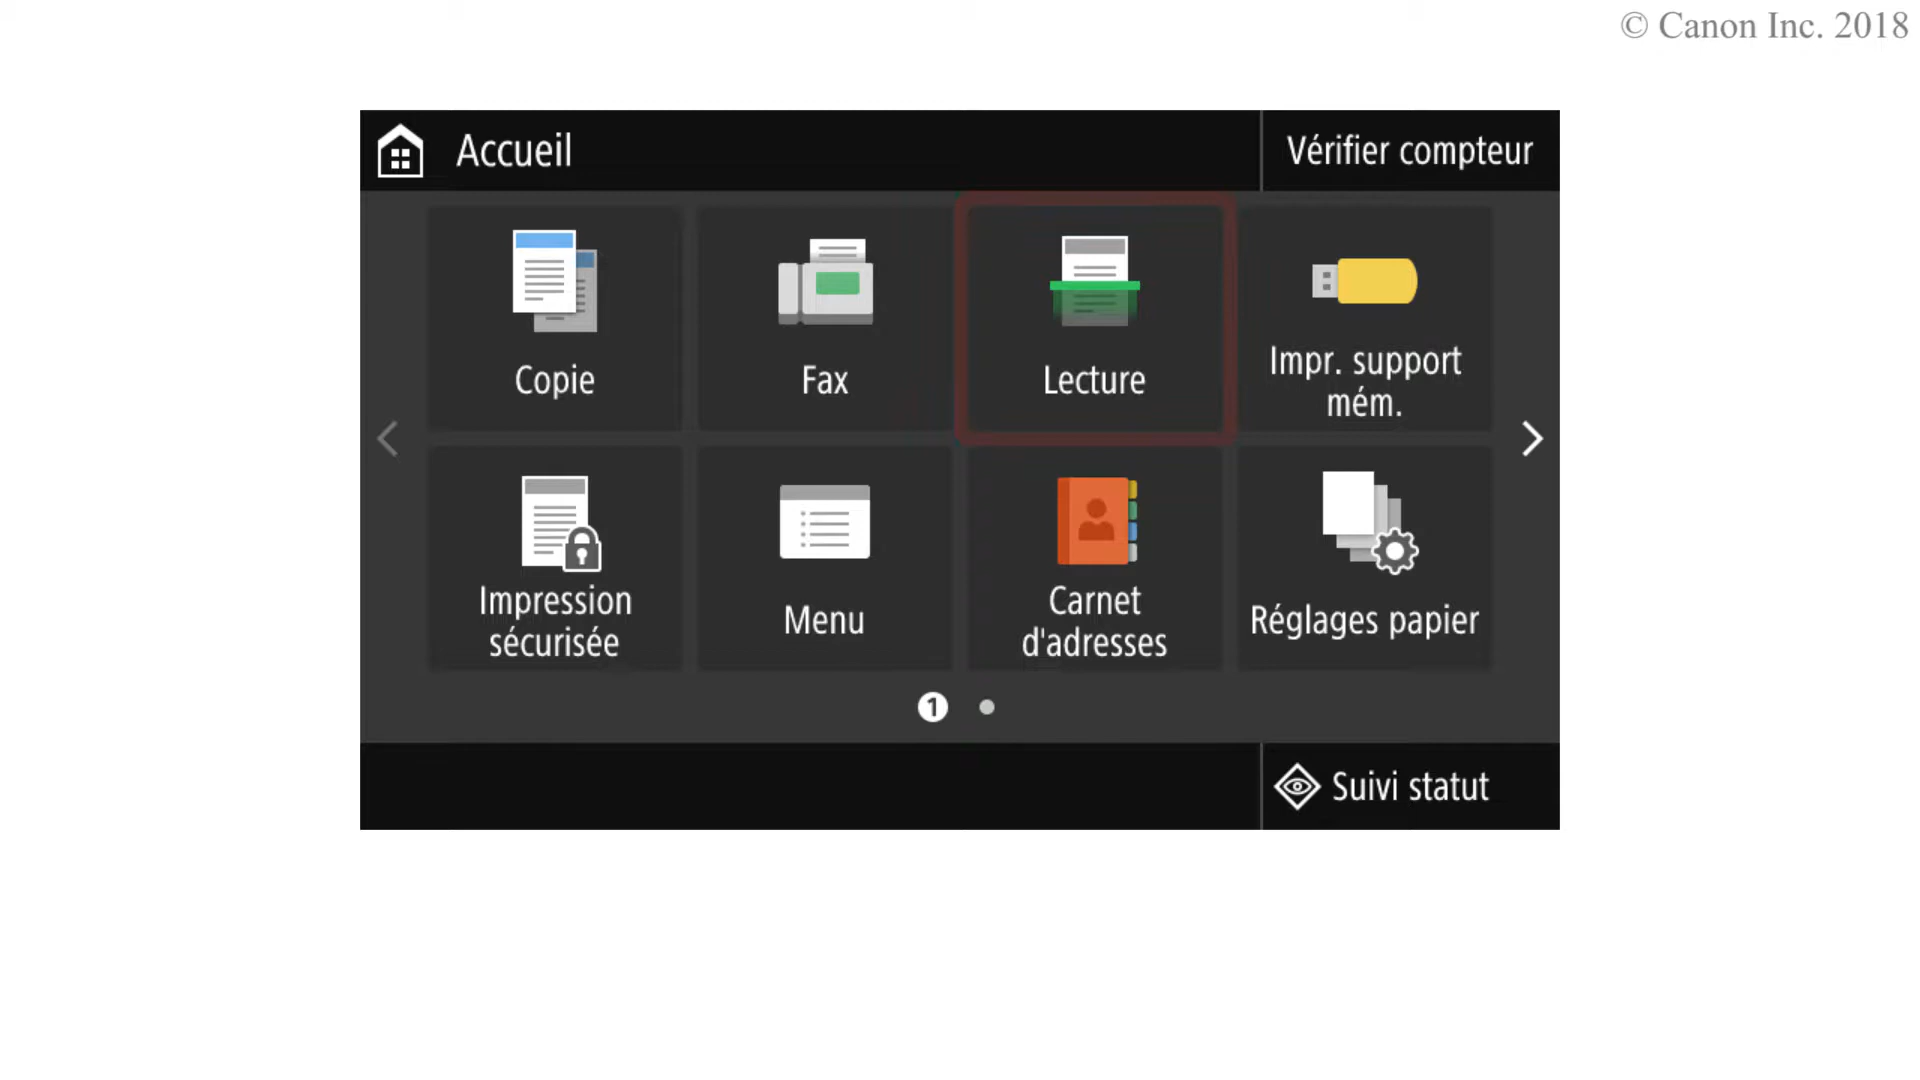 © Canon Inc. 2018
Accueil
Vérifier compteur
Copie
Fax
Lecture
Impr. support
mém.
Impression
sécurisée
Menu
Carnet
d'adresses
Réglages papier
1
Suivi statut